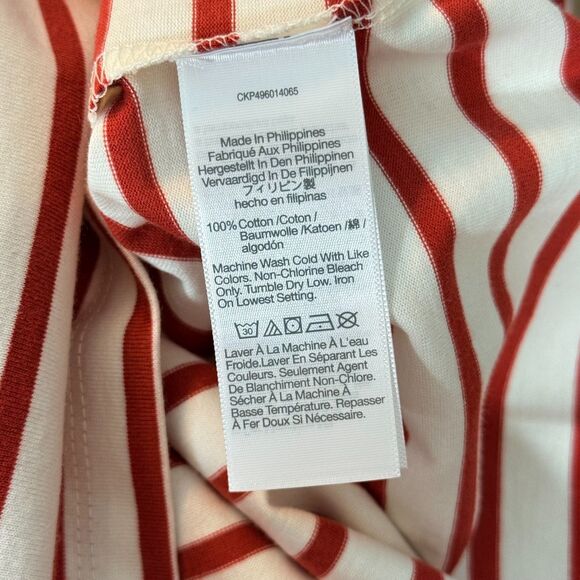 CKP496014065
Made In Philippines
Fabriqué Aux Philippines
Hergestellt In Den Philippinen
Vervaardigd In De Filippijnen
フィリピン製
hecho en filipinas
100% Cotton /Coton /
Baumwolle /Katoen /綿 /
algodón
Machine Wash Cold With Like
Colors. Non-Chlorine Bleach
Only. Tumble Dry Low. Iron
On Lowest Setting.
30
Laver À La Machine À L'eau
Froide.Laver En Séparant Les
Couleurs. Seulement Agent
De Blanchiment Non-Chlore.
Sécher À La Machine À
Basse Température. Repasser
À Fer Doux Si Nécessaire.